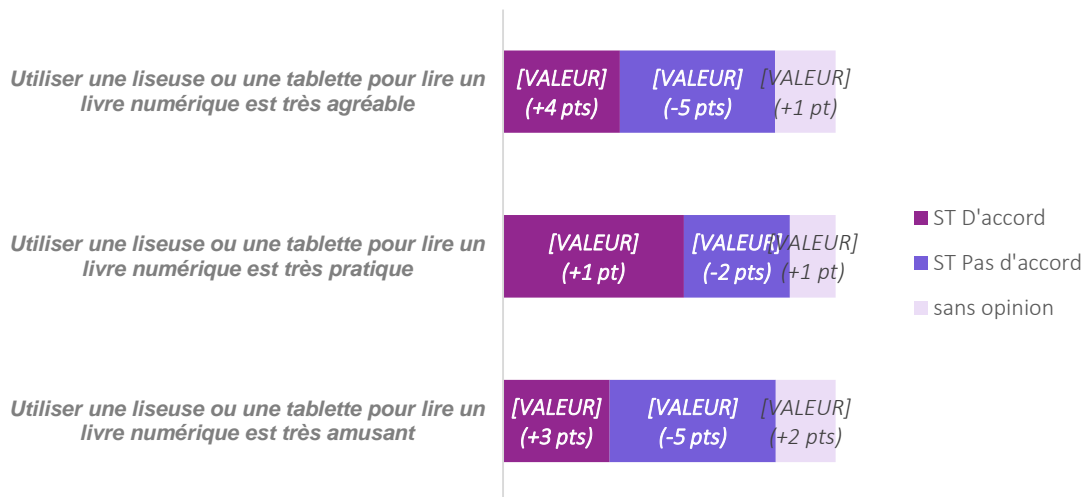 Utiliser une liseuse ou une tablette pour lire un
livre numérique est très agréable
[VALEUR] [VALEUR] [VALEUR]
(+4 pts) (-5 pts) (+1 pt)
Utiliser une liseuse ou une tablette pour lire un
livre numérique est très pratique
[VALEUR] [VALEUR] [VALEUR]
(+1 pt) (-2 pts) (+1 pt)
Utiliser une liseuse ou une tablette pour lire un
livre numérique est très amusant
[VALEUR] [VALEUR] [VALEUR]
(+3 pts) (-5 pts) (+2 pts)
ST D'accord
ST Pas d'accord
sans opinion